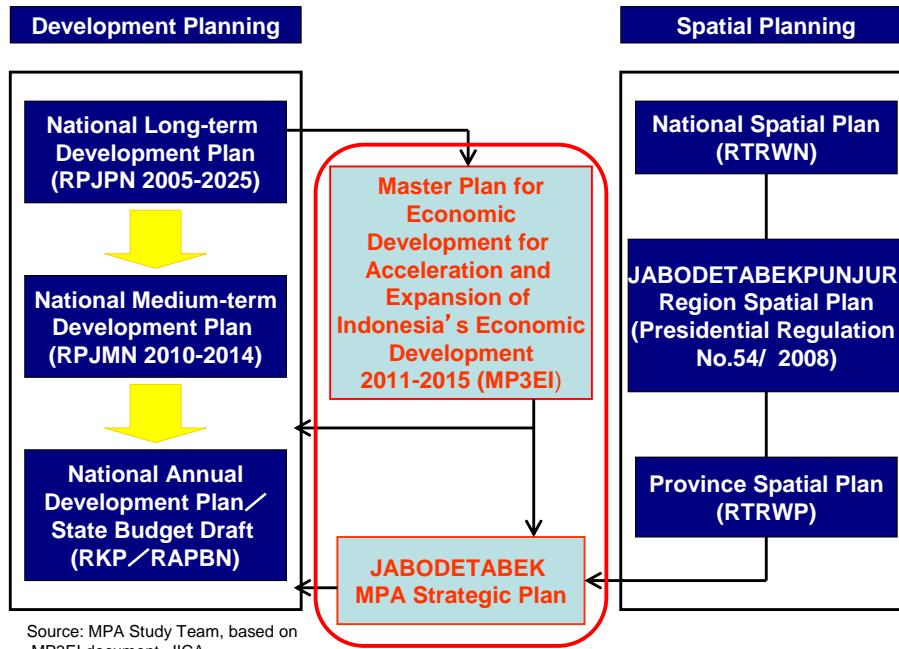 Development Planning
Spatial Planning
National Long-term
Development Plan
(RPJPN 2005-2025)
National Medium-term
Development Plan
(RPJMN 2010-2014)
National Annual
Development Plan／
State Budget Draft
(RKP／RAPBN)
Master Plan for
Economic
Development for
Acceleration and
Expansion of
Indonesia’s Economic
Development
2011-2015 (MP3EI)
JABODETABEK
MPA Strategic Plan
National Spatial Plan
(RTRWN)
JABODETABEKPUNJUR
Region Spatial Plan
(Presidential Regulation
No.54/ 2008)
Province Spatial Plan
(RTRWP)
Source: MPA Study Team, based on
MP3EI document, JICA